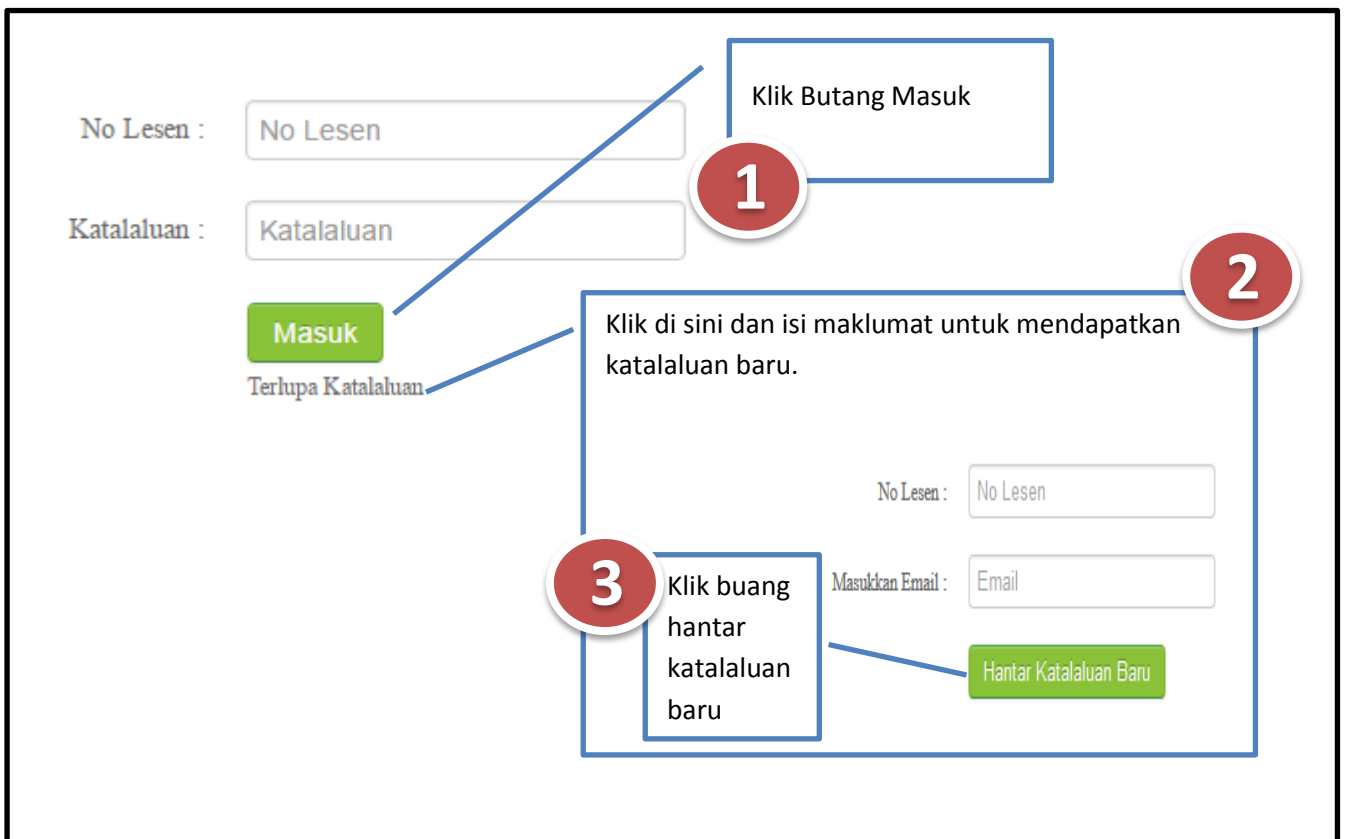 Klik Butang Masuk
No Lesen :
No Lesen
1
Katalaluan :
Katalaluan
2
Masuk
Terlupa Katalaluan
Klik di sini dan isi maklumat untuk mendapatkan
katalaluan baru.
No Lesen :
No Lesen
3
Klik buang
hantar
katalaluan
baru
Masukkan Email :
Email
Hantar Katalaluan Baru